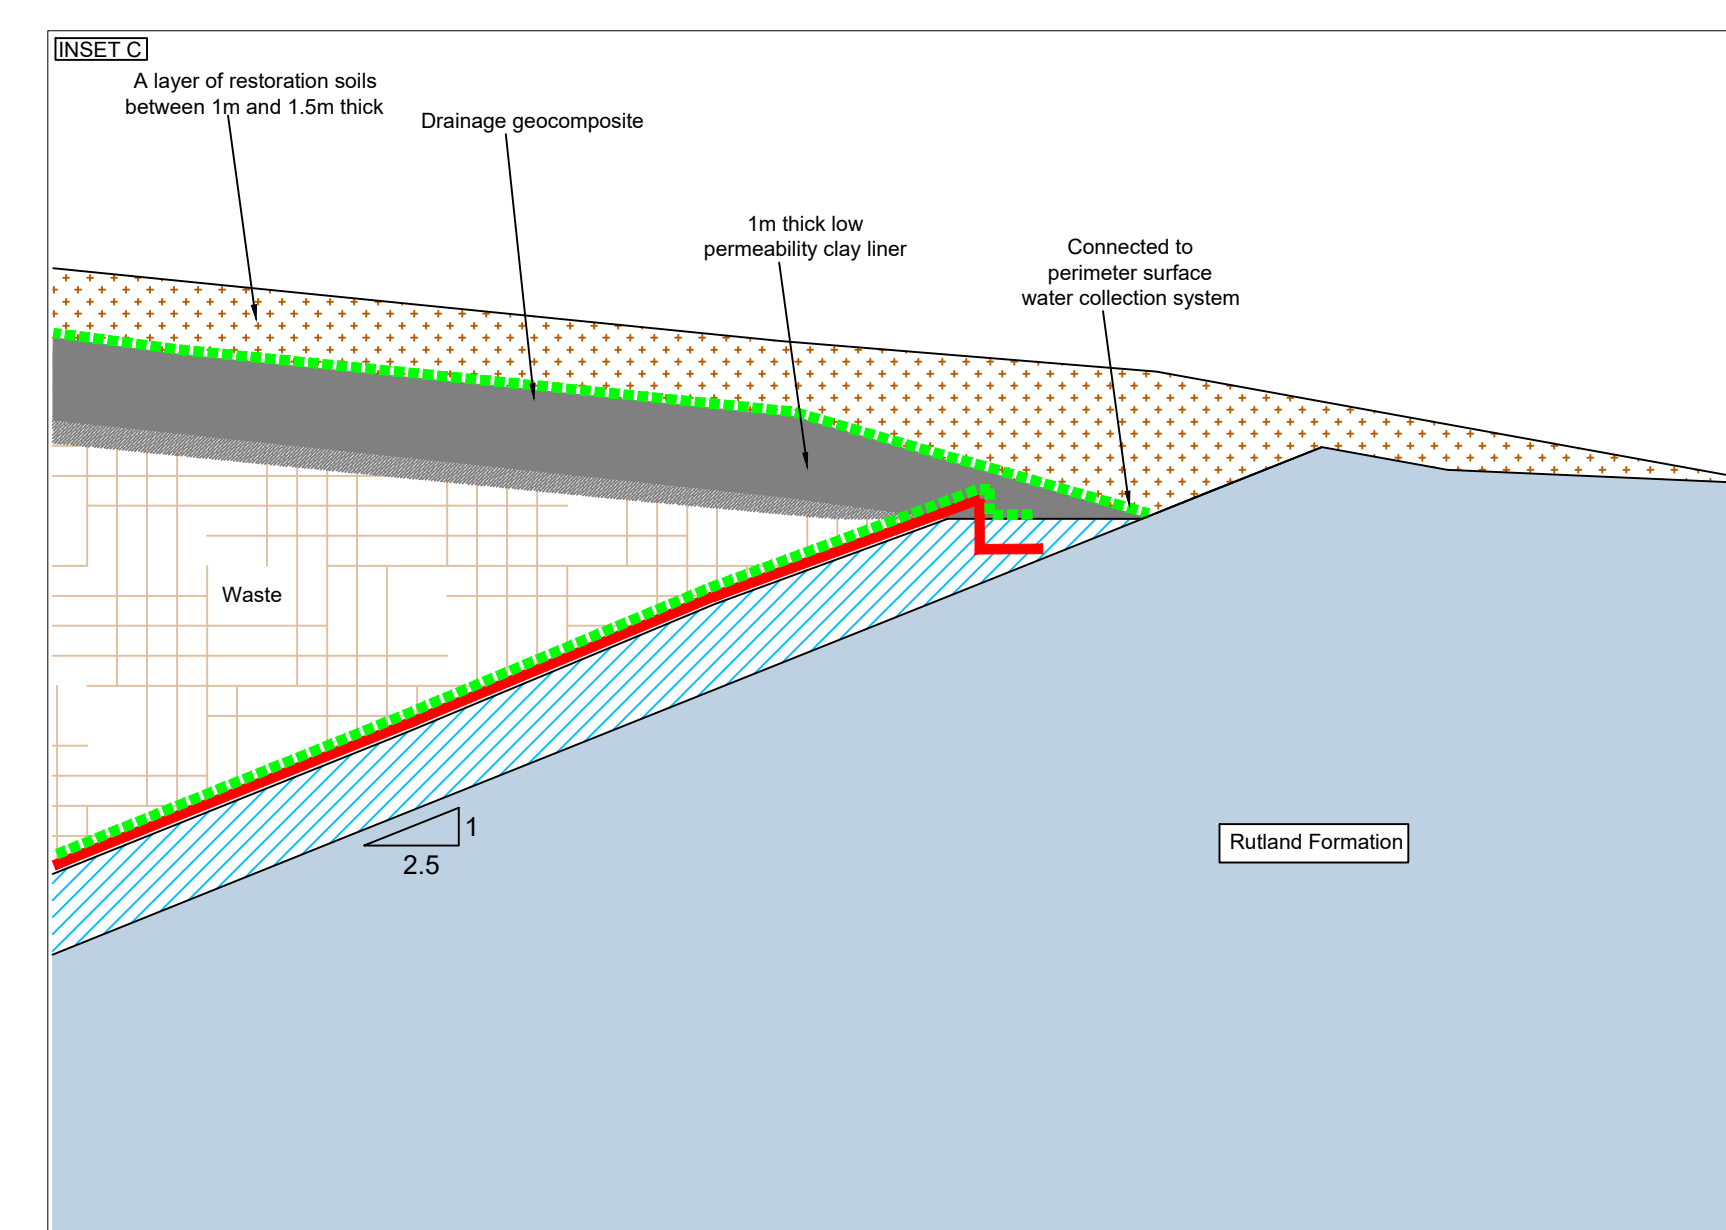 INSET C
A layer of restoration soils
between 1m and 1.5m thick
Drainage geocomposite
1m thick low
permeability clay liner
Connected to
perimeter surface
water collection system
Waste
1
2.5
Rutland Formation